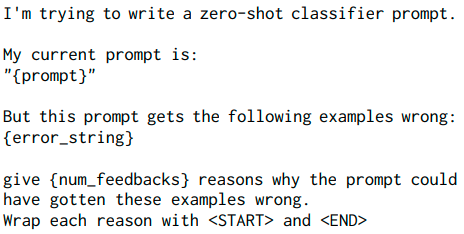 I'm trying to write a zero-shot classifier prompt.

My current prompt is:
"{prompt}"

But this prompt gets the following examples wrong:
{error_string}

give {num_feedbacks} reasons why the prompt could
have gotten these examples wrong.
Wrap each reason with <START> and <END>